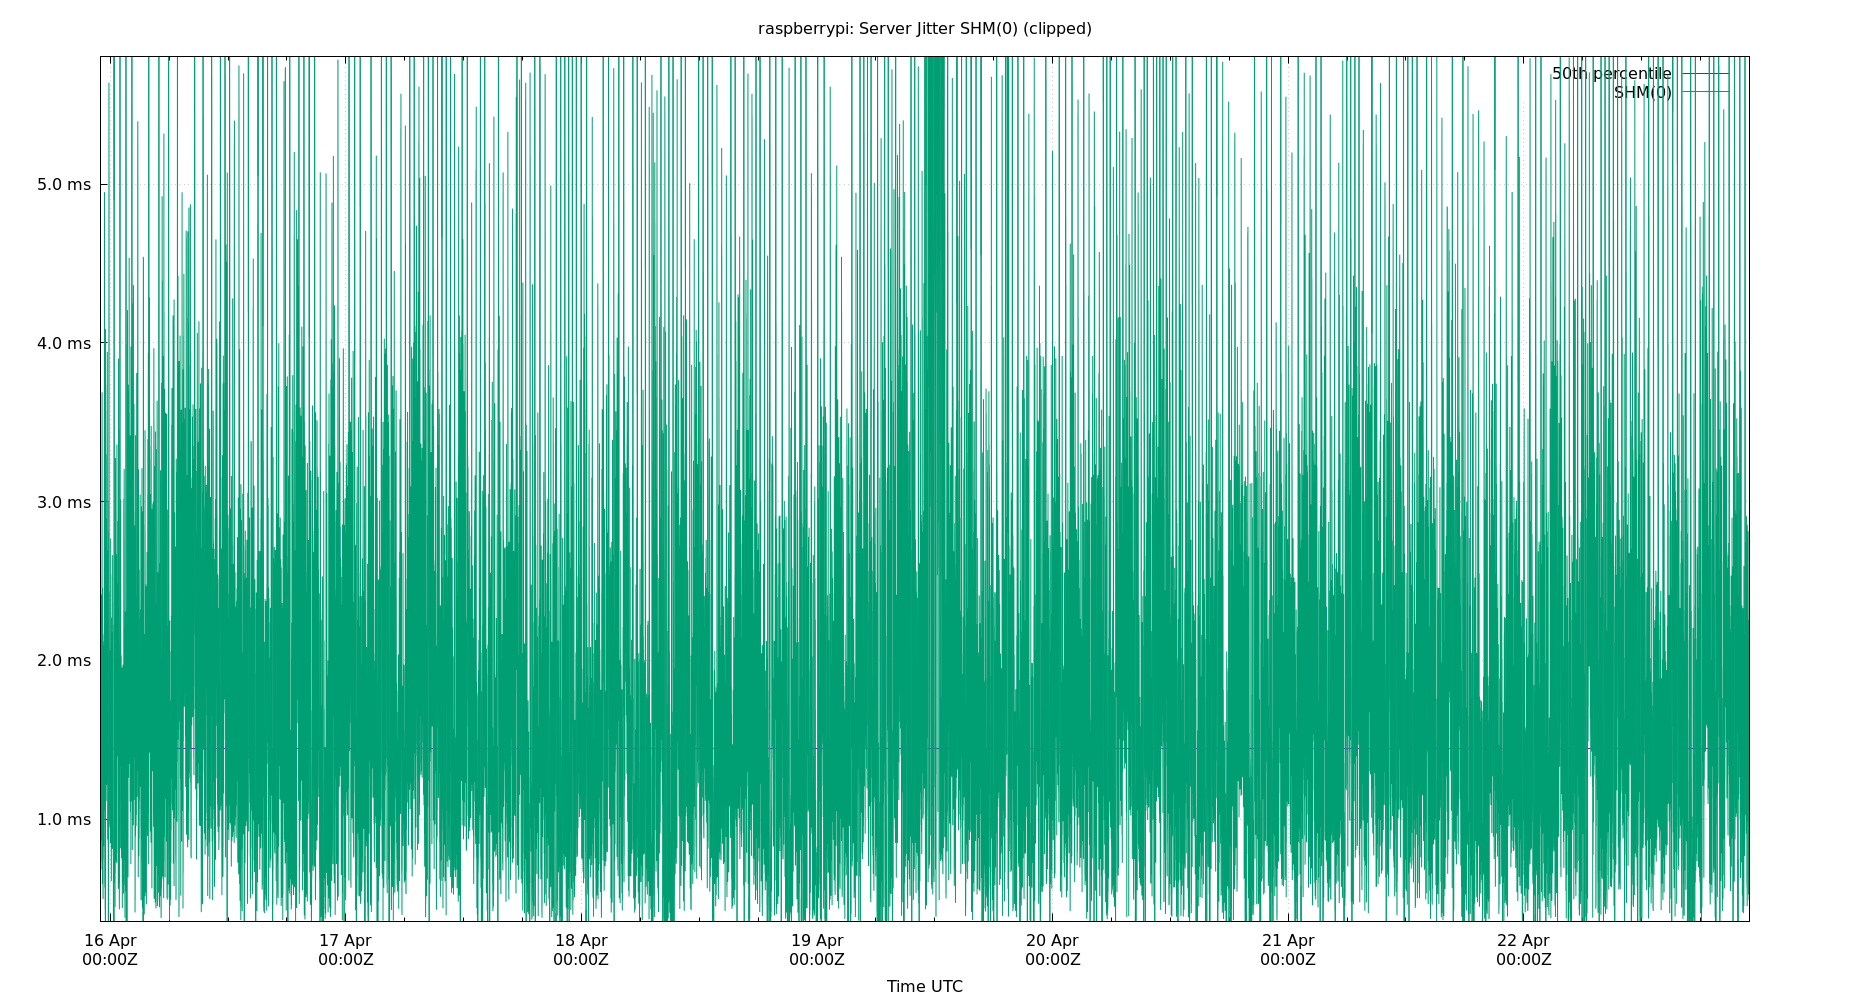 raspberrypi: Server Jitter SHM(0) (clipped)
50th percentile
SHM(0)
5.0 ms
4.0 ms
3.0 ms
2.0 ms
1.0 ms
16 Apr 17 Apr 18 Apr 19 Apr 20 Apr 21 Apr 22 Apr
00:00Z 00:00Z 00:00Z 00:00Z 00:00Z 00:00Z 00:00Z
Time UTC